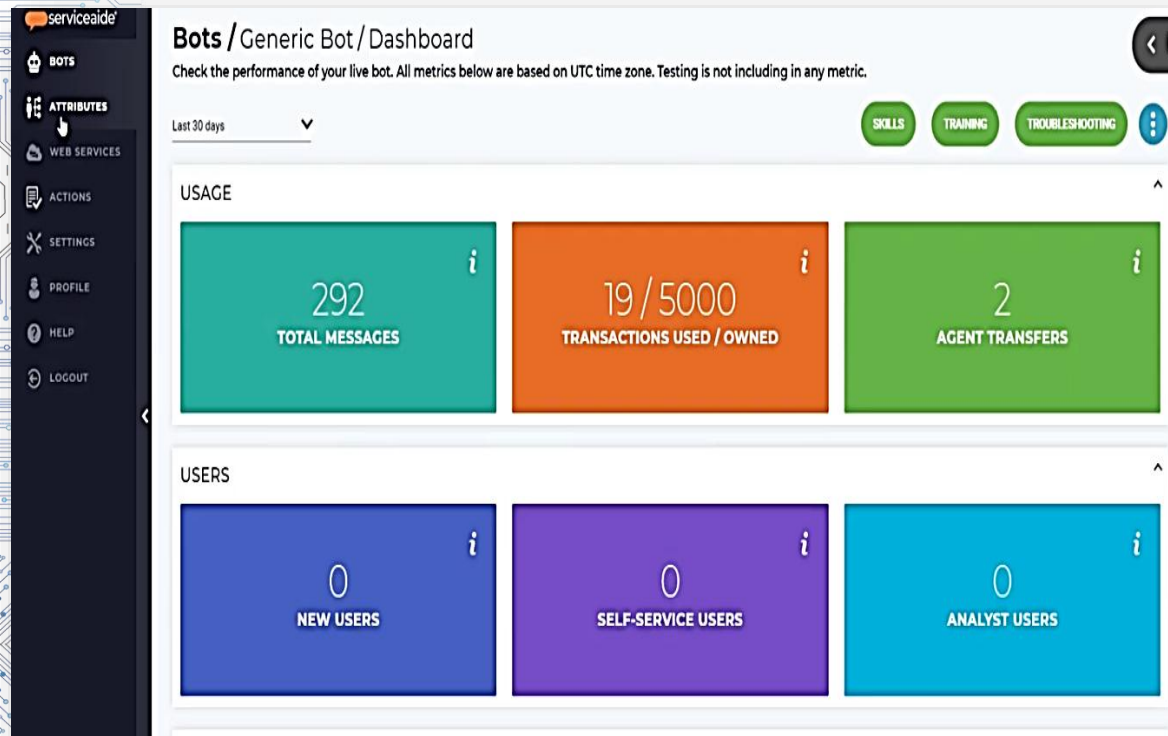 serviceaide
BOTS
ATTRIBUTES
WEB SERVICES
ACTIONS
SETTINGS
PROFILE
HELP
LOGOUT
Bots / Generic Bot / Dashboard
Check the performance of your live bot. All metrics below are based on UTC time zone. Testing is not including in any metric.
Last 30 days
SKILLS
TRAINING
TROUBLESHOOTING
USAGE
i
292
TOTAL MESSAGES
i
19 / 5000
TRANSACTIONS USED / OWNED
i
2
AGENT TRANSFERS
USERS
i
0
NEW USERS
i
0
SELF-SERVICE USERS
i
0
ANALYST USERS